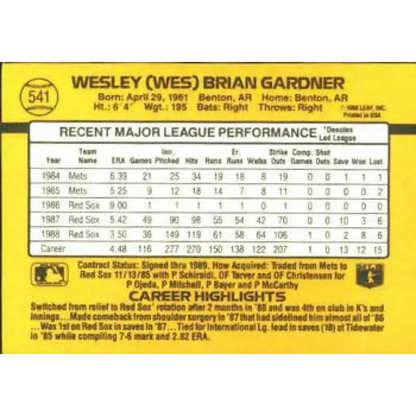 541
WESLEY (WES) BRIAN GARDNER
Born: April 29, 1961 Benton, AR Home: Benton, AR
Ht: 6'4" Wgt: 195 Bats: Right Throws: Right
© 1988 LEAF, INC.
Printed in USA
RECENT MAJOR LEAGUE PERFORMANCE *Denotes Led League
Year Team Name ERA Games Inn. Pitched Hits Runs Er. Runs Walks Strike Outs Comp. Games Shut Outs Save Won Lost
1984 Mets 6.39 21 25 34 19 18 8 19 0 0 1 1 1
1985 Mets 5.25 9 12 18 14 7 8 11 0 0 0 0 2
1986 Red Sox 9.00 1 1 1 1 1 0 1 0 0 0 0 0
1987 Red Sox 5.42 49 90 98 55 54 42 70 1 0 10 3 6
1988 Red Sox 3.50 36 149 119 61 58 64 106 0 0 2 8 6
Career 4.48 116 277 270 150 138 122 207 1 0 13 12 15
Contract Status: Signed thru 1989. How Acquired: Traded from Mets to
Red Sox 11/13/85 with P Schiraldi, OF Tarver and OF Christensen for
P Ojeda, P Mitchell, P Bayer and P McCarthy
CAREER HIGHLIGHTS
Switched from relief to Red Sox' rotation after 2 months in '88 and was 4th on club in K's and
Innings...Made comeback from shoulder surgery in '87 that had sidelined him almost all of '86
...Was 1st on Red Sox in saves in '87...Tied for International Lg. lead in saves (18) at Tidewater
in '85 while compiling 7-6 mark and 2.82 ERA.